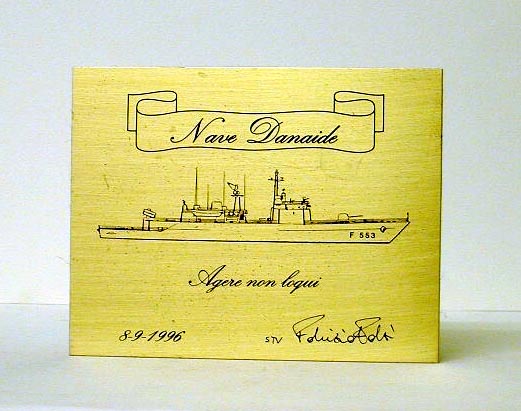 Nave Danaide
F 553
Agere non loqui
8-9-1996 STV